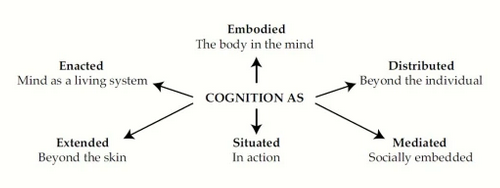 Embodied
The body in the mind
Enacted
Mind as a living system
Distributed
Beyond the individual
COGNITION AS
Extended
Beyond the skin
Situated
In action
Mediated
Socially embedded